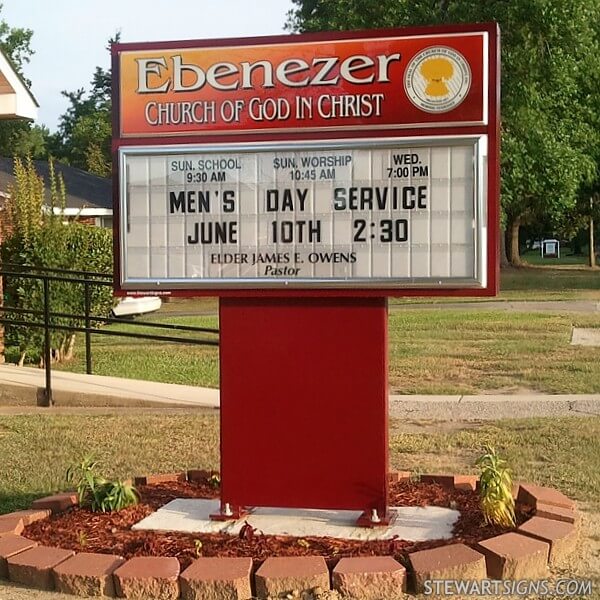 Ebenezer
CHURCH OF GOD IN CHRIST
SUN. SCHOOL SUN. WORSHIP WED.
9:30 AM 10:45 AM 7:00 PM
MEN'S DAY SERVICE
JUNE 10TH 2:30
ELDER JAMES E. OWENS
Pastor
STEWARTSIGNS.COM